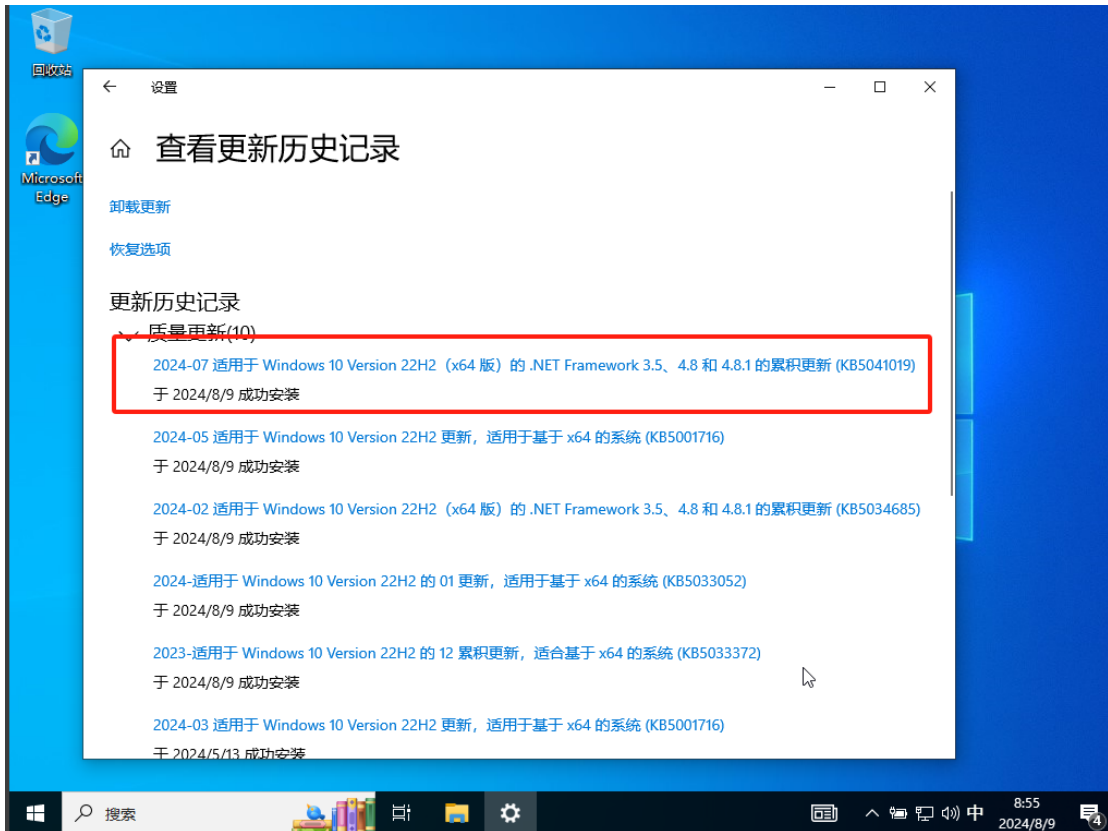 回收站
Microsoft
Edge
设置
查看更新历史记录
卸载更新
恢复选项
更新历史记录
质量更新(10)
2024-07 适用于 Windows 10 Version 22H2（x64 版）的 .NET Framework 3.5、4.8 和 4.8.1 的累积更新 (KB5041019)
于 2024/8/9 成功安装
2024-05 适用于 Windows 10 Version 22H2 更新，适用于基于 x64 的系统 (KB5001716)
于 2024/8/9 成功安装
2024-02 适用于 Windows 10 Version 22H2（x64 版）的 .NET Framework 3.5、4.8 和 4.8.1 的累积更新 (KB5034685)
于 2024/8/9 成功安装
2024-适用于 Windows 10 Version 22H2 的 01 更新，适用于基于 x64 的系统 (KB5033052)
于 2024/8/9 成功安装
2023-适用于 Windows 10 Version 22H2 的 12 累积更新，适合基于 x64 的系统 (KB5033372)
于 2024/8/9 成功安装
2024-03 适用于 Windows 10 Version 22H2 更新，适用于基于 x64 的系统 (KB5001716)
于 2024/5/13 成功安装
搜索
中
8:55
2024/8/9
4